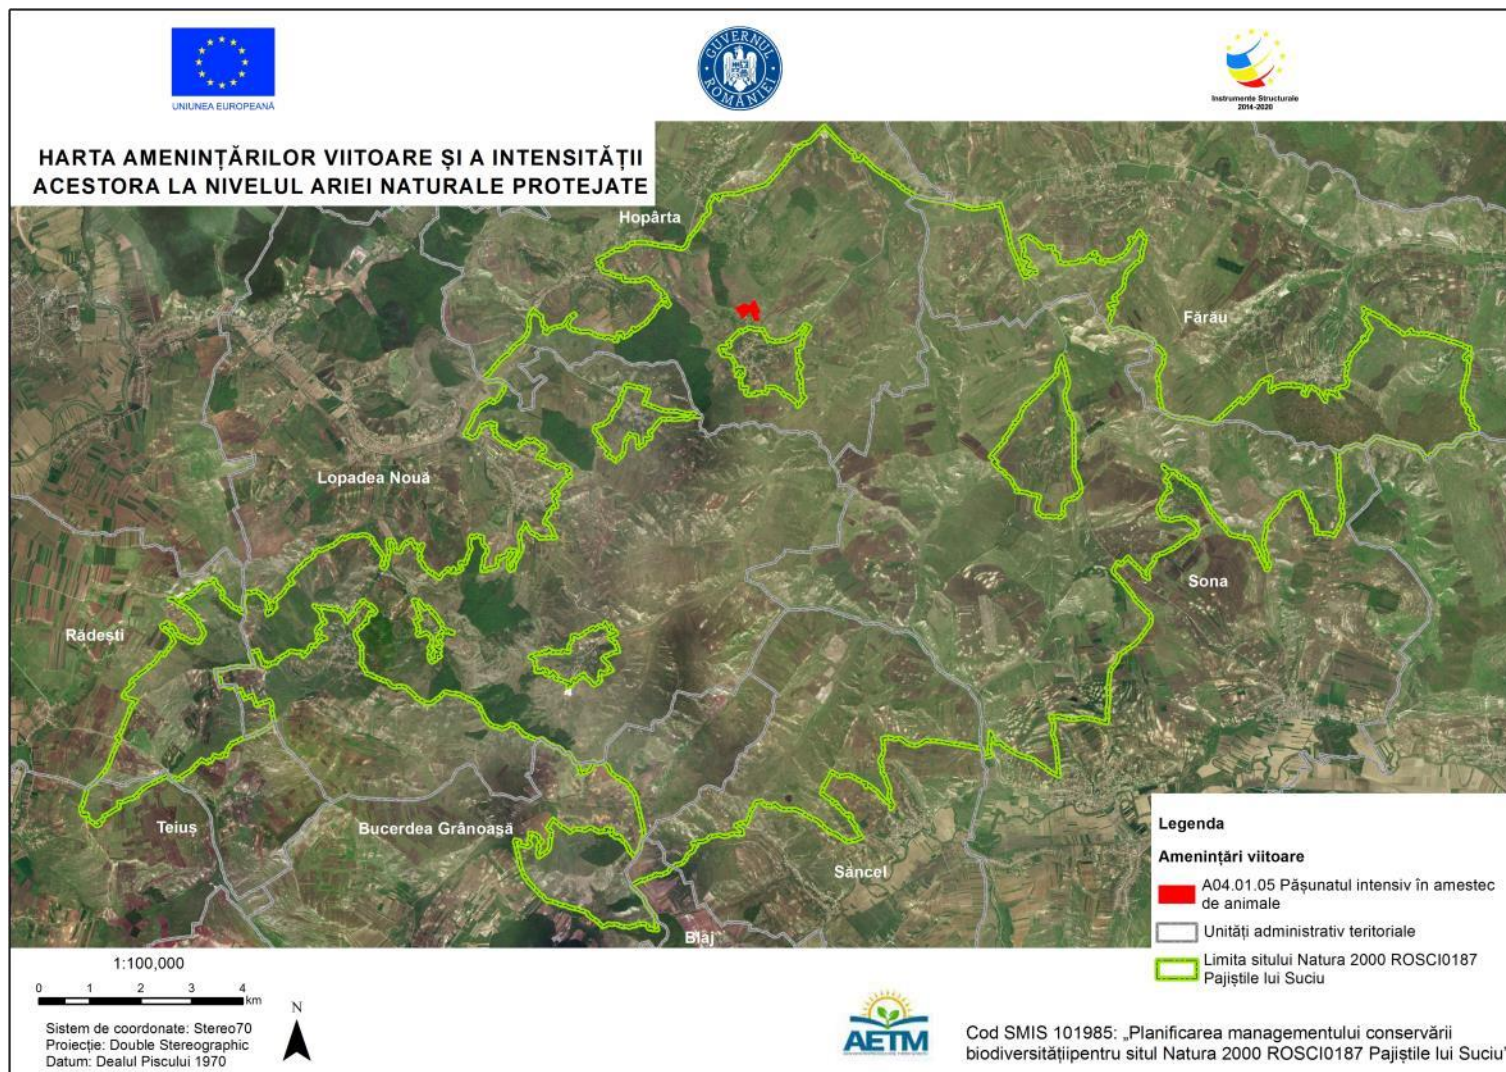 UNIUNEA EUROPEANĂ
GUVERNUL
ROMÂNIEI
Instrumente Structurale
2014-2020
HARTA AMENINȚĂRILOR VIITOARE ȘI A INTENSITĂȚII
ACESTORA LA NIVELUL ARIEI NATURALE PROTEJATE
Hopârta
Fărău
Lopadea Nouă
Sona
Rădești
Teiuș
Bucerdea Grânoașă
Sâncel
Blaj
Legenda
Amenințări viitoare
A04.01.05 Pășunatul intensiv în amestec
de animale
Unități administrativ teritoriale
Limita sitului Natura 2000 ROSCI0187
Pajiștile lui Suciu
1:100,000
0 1 2 3 4
km
N
Sistem de coordonate: Stereo70
Proiecție: Double Stereographic
Datum: Dealul Piscului 1970
AETM
Cod SMIS 101985: „Planificarea managementului conservării
biodiversitățiipentru situl Natura 2000 ROSCI0187 Pajiștile lui Suciu"